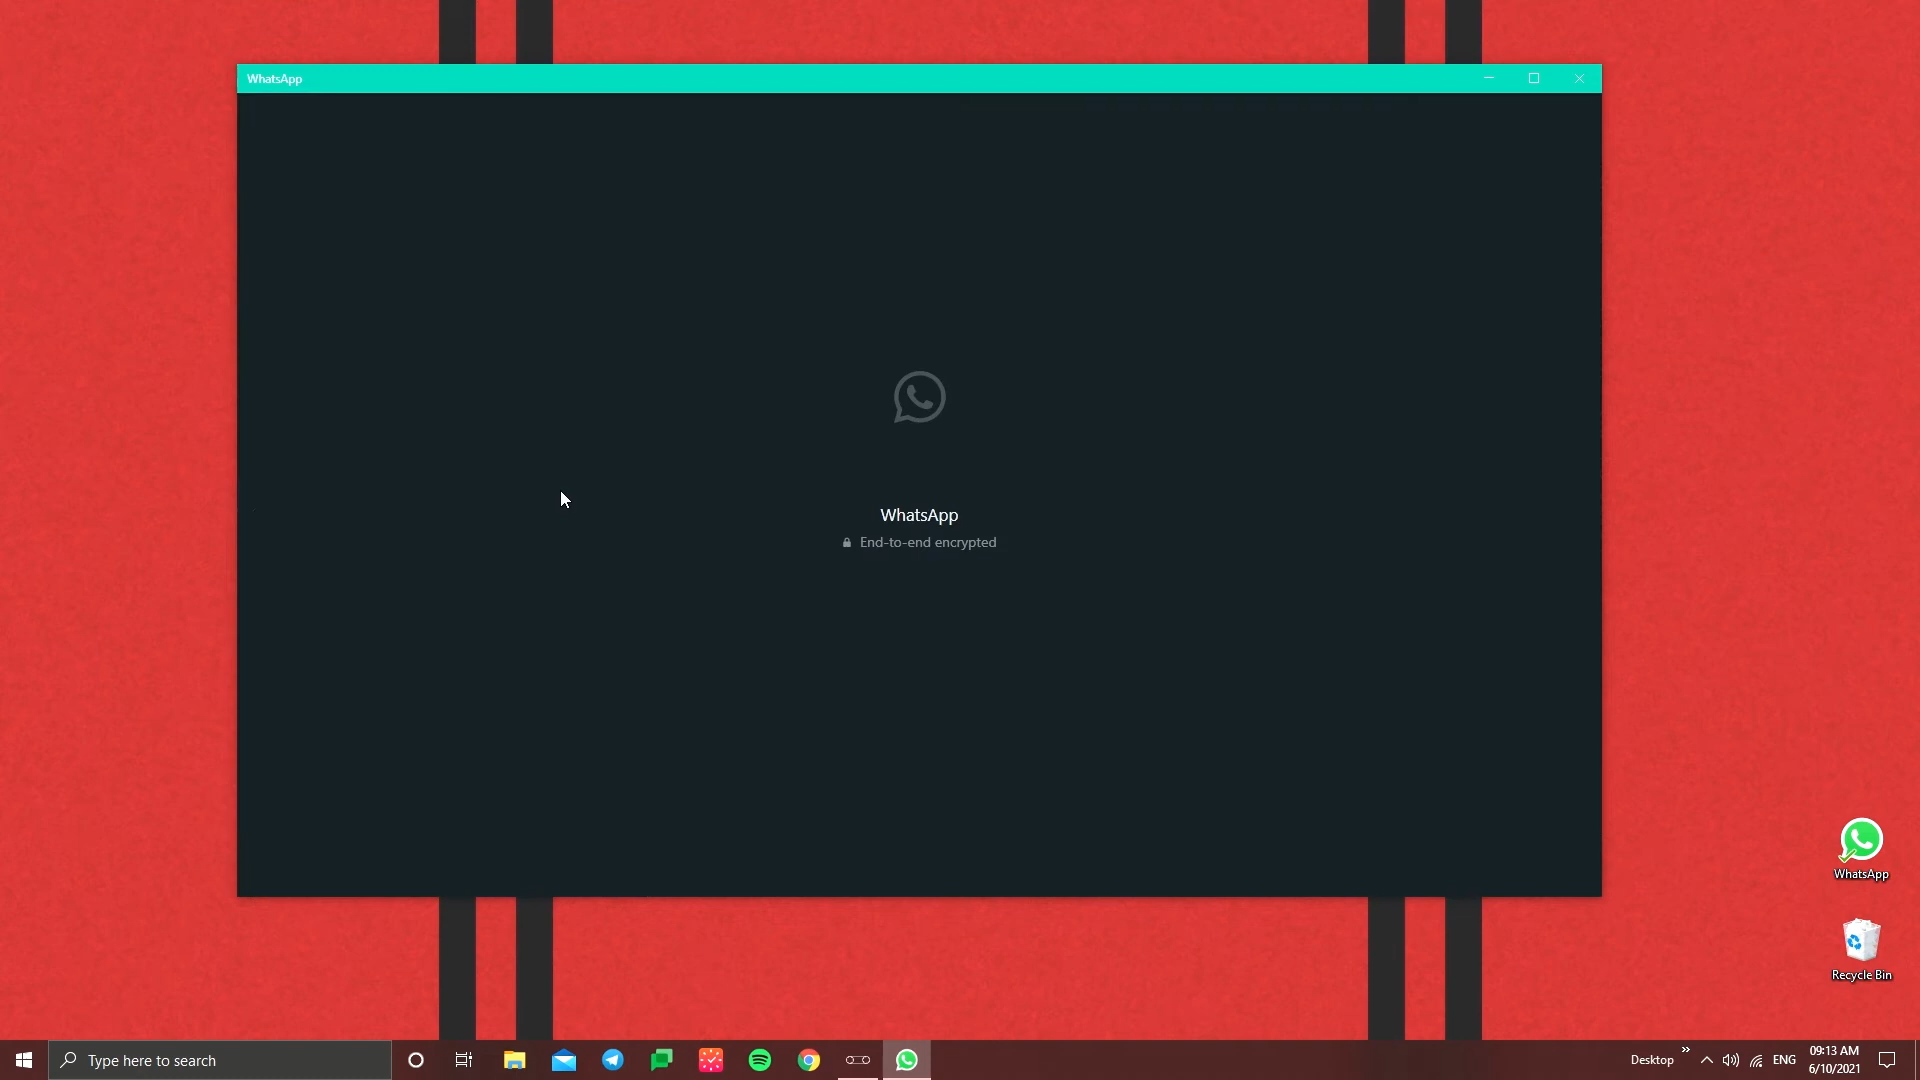 WhatsApp
WhatsApp
End-to-end encrypted
WhatsApp
Recycle Bin
Type here to search
Desktop
ENG
09:13 AM
6/10/2021